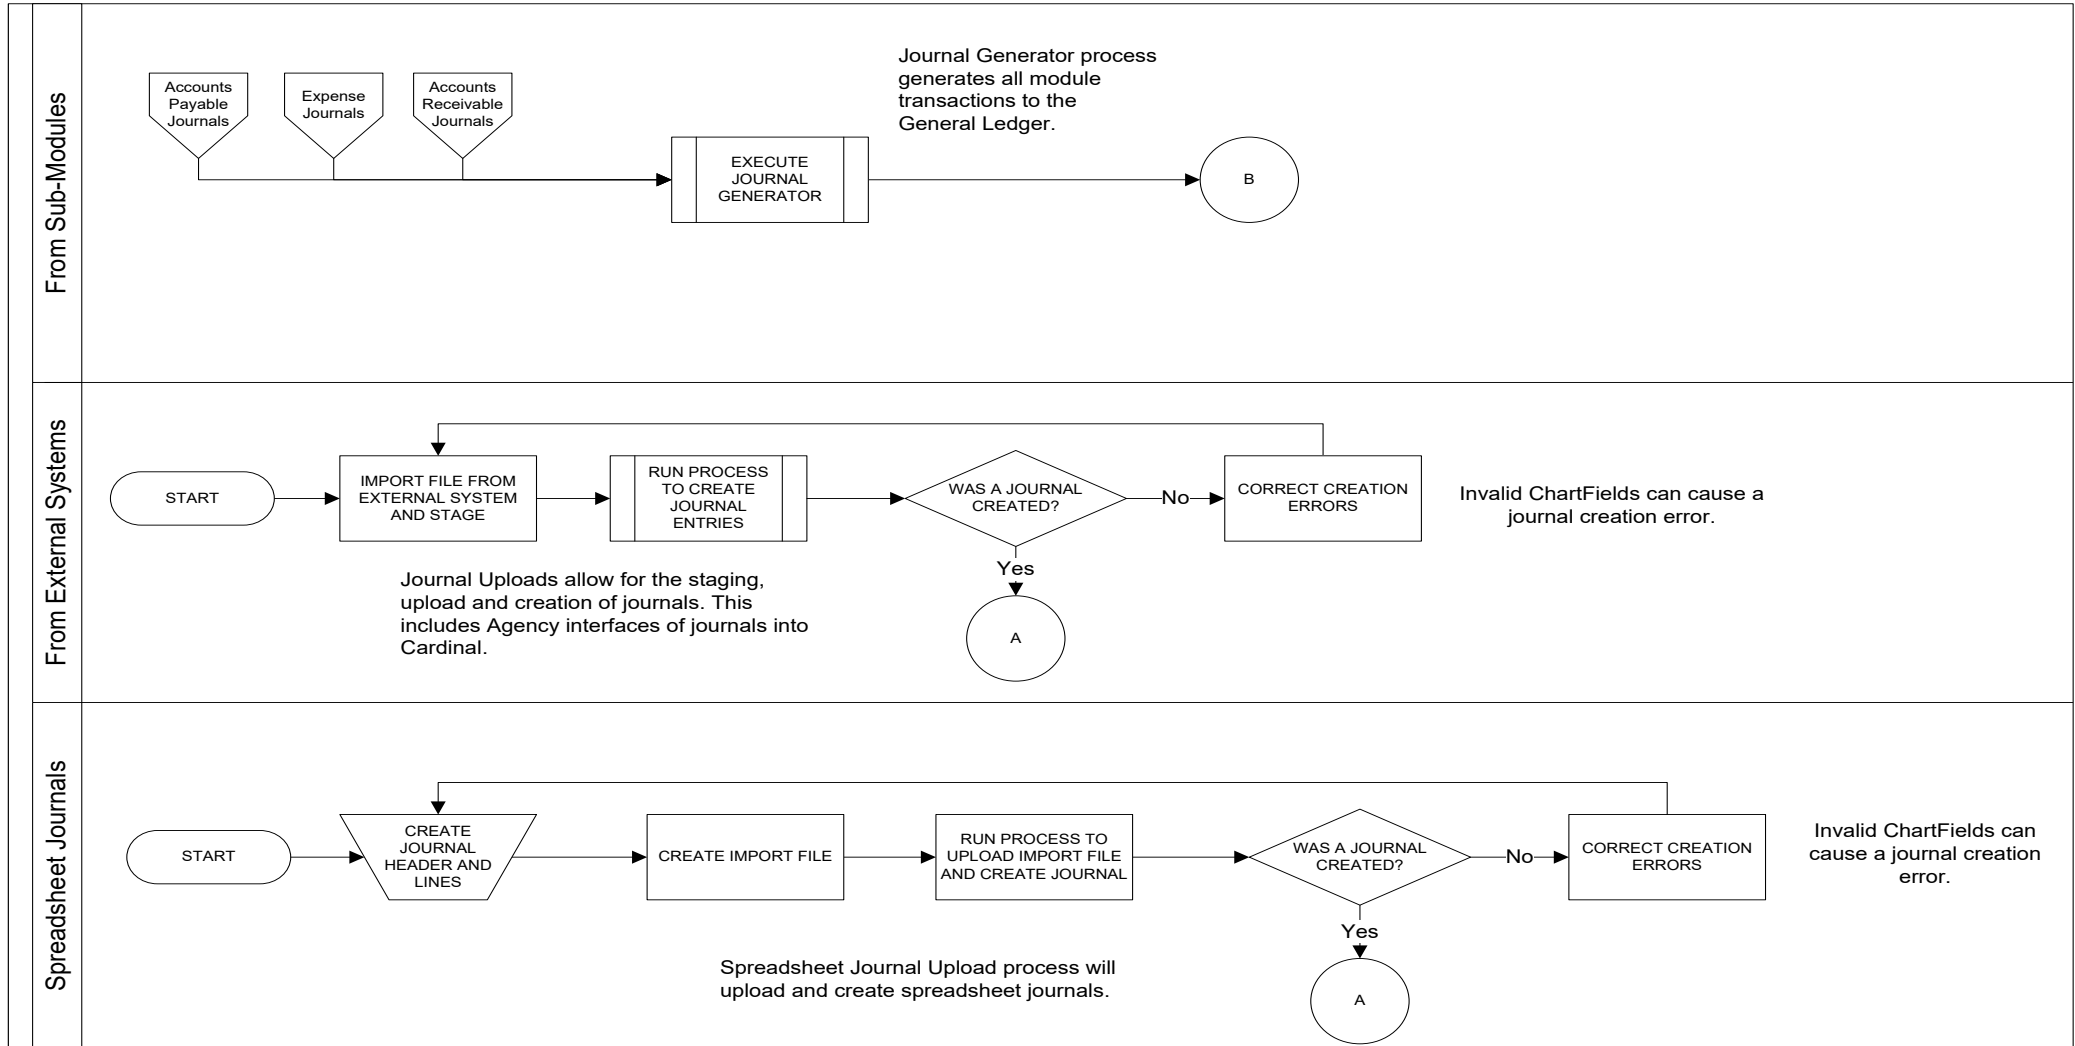 From Sub-Modules
Accounts
Payable
Journals
Expense
Journals
Accounts
Receivable
Journals
EXECUTE
JOURNAL
GENERATOR
Journal Generator process
generates all module
transactions to the
General Ledger.
B
From External Systems
START
IMPORT FILE FROM
EXTERNAL SYSTEM
AND STAGE
RUN PROCESS
TO CREATE
JOURNAL
ENTRIES
WAS A JOURNAL
CREATED?
No
CORRECT CREATION
ERRORS
Invalid ChartFields can cause a
journal creation error.
Yes
A
Journal Uploads allow for the staging,
upload and creation of journals. This
includes Agency interfaces of journals into
Cardinal.
Spreadsheet Journals
START
CREATE
JOURNAL
HEADER AND
LINES
CREATE IMPORT FILE
RUN PROCESS TO
UPLOAD IMPORT FILE
AND CREATE JOURNAL
WAS A JOURNAL
CREATED?
No
CORRECT CREATION
ERRORS
Invalid ChartFields can
cause a journal creation
error.
Yes
A
Spreadsheet Journal Upload process will
upload and create spreadsheet journals.